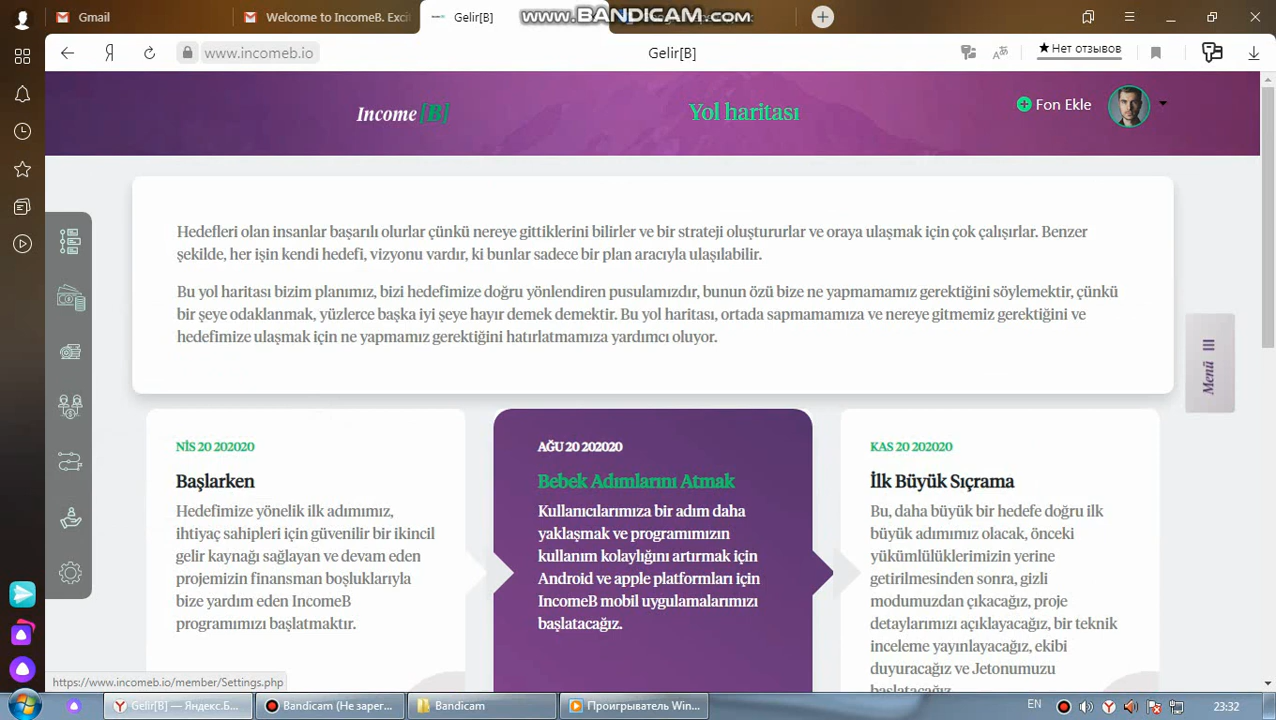 Gmail
Welcome to IncomeB. Excit
Gelir[B]
www.BANDICAM.com
www.incomeb.io
Gelir[B]
★Нет отзывов
Income [B]
Yol haritası
Fon Ekle
Hedefleri olan insanlar başarılı olurlar çünkü nereye gittiklerini bilirler ve bir strateji oluştururlar ve oraya ulaşmak için çok çalışırlar. Benzer
şekilde, her işin kendi hedefi, vizyonu vardır, ki bunlar sadece bir plan aracıyla ulaşılabilir.
Bu yol haritası bizim planımız, bizi hedefimize doğru yönlendiren pusulamızdır, bunun özü bize ne yapmamamız gerektiğini söylemektir, çünkü
bir şeye odaklanmak, yüzlerce başka iyi şeye hayır demek demektir. Bu yol haritası, ortada sapmamamıza ve nereye gitmemiz gerektiğini ve
hedefimize ulaşmak için ne yapmamız gerektiğini hatırlatmamıza yardımcı oluyor.
Menü
NİS 20 202020
Başlarken
Hedefimize yönelik ilk adımımız,
ihtiyaç sahipleri için güvenilir bir ikincil
gelir kaynağı sağlayan ve devam eden
projemizin finansman boşluklarıyla
bize yardım eden IncomeB
programımızı başlatmaktır.
AĞU 20 202020
Bebek Adımlarını Atmak
Kullanıcılarımıza bir adım daha
yaklaşmak ve programımızın
kullanım kolaylığını artırmak için
Android ve apple platformları için
IncomeB mobil uygulamalarımızı
başlatacağız.
KAS 20 202020
İlk Büyük Sıçrama
Bu, daha büyük bir hedefe doğru ilk
büyük adımımız olacak, önceki
yükümlülüklerimizin yerine
getirilmesinden sonra, gizli
modumuzdan çıkacağız, proje
detaylarımızı açıklayacağız, bir teknik
inceleme yayınlayacağız, ekibi
duyuracağız ve Jetonumuzu
başlatacağız.
https://www.incomeb.io/member/Settings.php
Gelir[B] — Яндекс.Б...
Bandicam (Не зарег...
Bandicam
Проигрыватель Win...
EN
23:32